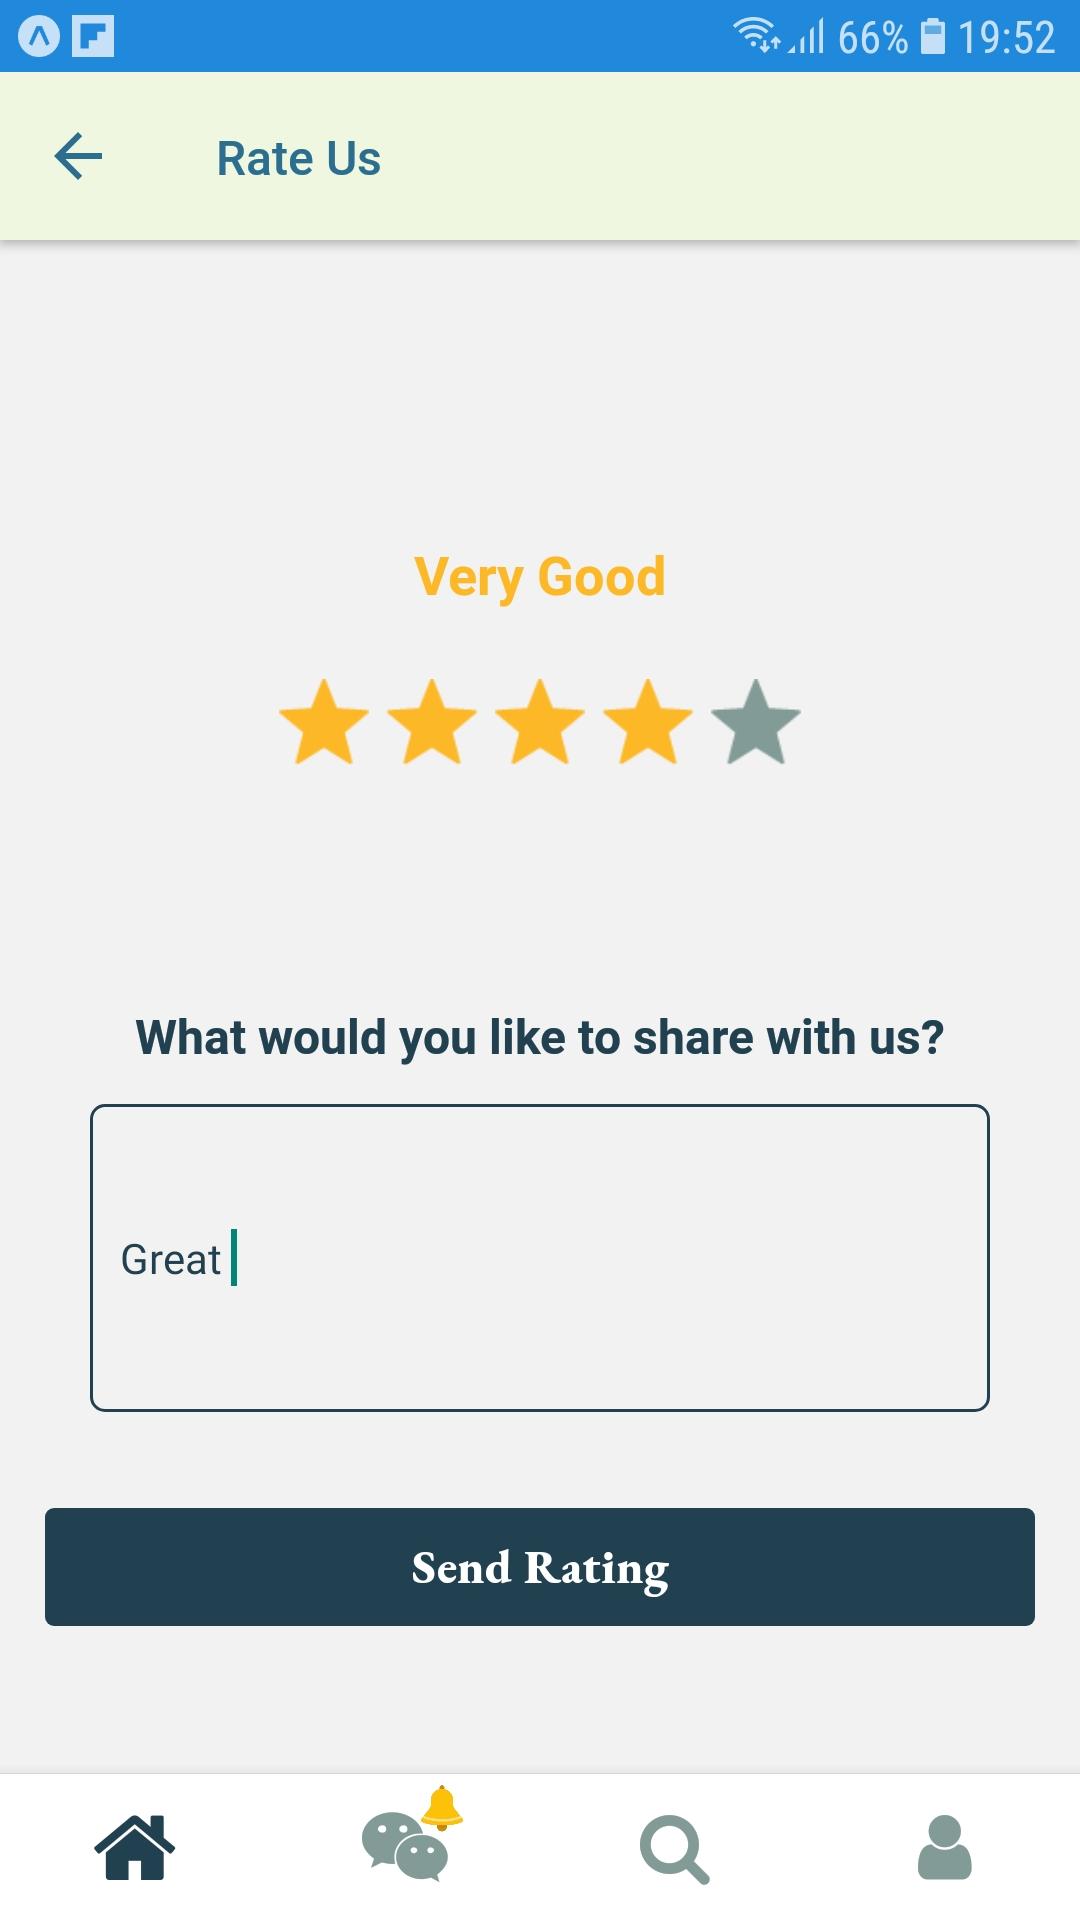 66% 19:52
Rate Us
Very Good
What would you like to share with us?
Great
Send Rating